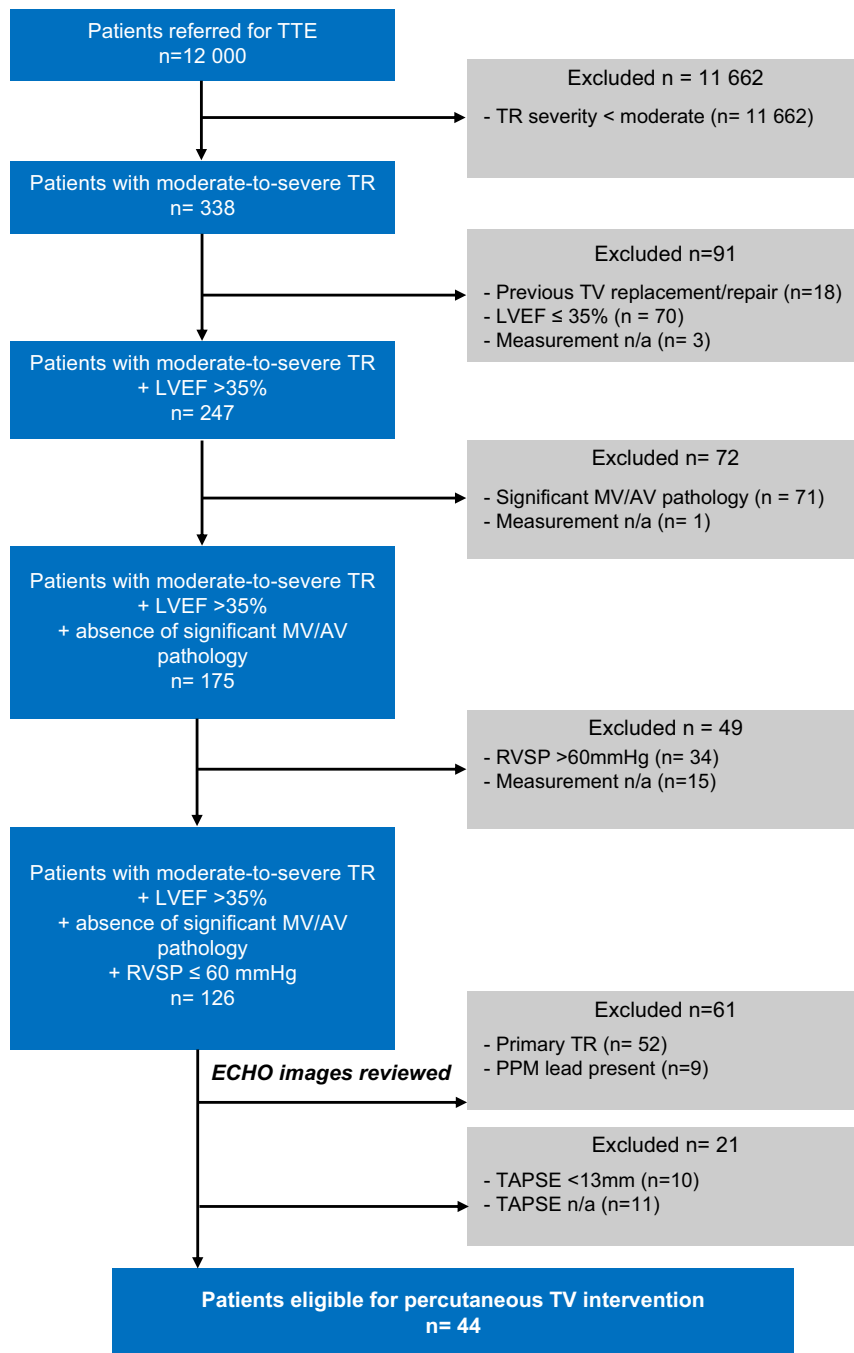 Patients referred for TTE
n=12 000
Excluded n = 11 662
- TR severity < moderate (n= 11 662)
Patients with moderate-to-severe TR
n= 338
Excluded n=91
- Previous TV replacement/repair (n=18)
- LVEF ≤ 35% (n = 70)
- Measurement n/a (n= 3)
Patients with moderate-to-severe TR
+ LVEF >35%
n= 247
Excluded n= 72
- Significant MV/AV pathology (n = 71)
- Measurement n/a (n= 1)
Patients with moderate-to-severe TR
+ LVEF >35%
+ absence of significant MV/AV
pathology
n= 175
Excluded n = 49
- RVSP >60mmHg (n= 34)
- Measurement n/a (n=15)
Patients with moderate-to-severe TR
+ LVEF >35%
+ absence of significant MV/AV
pathology
+ RVSP ≤ 60 mmHg
n= 126
Excluded n=61
- Primary TR (n= 52)
- PPM lead present (n=9)
ECHO images reviewed
Excluded n= 21
- TAPSE <13mm (n=10)
- TAPSE n/a (n=11)
Patients eligible for percutaneous TV intervention
n= 44